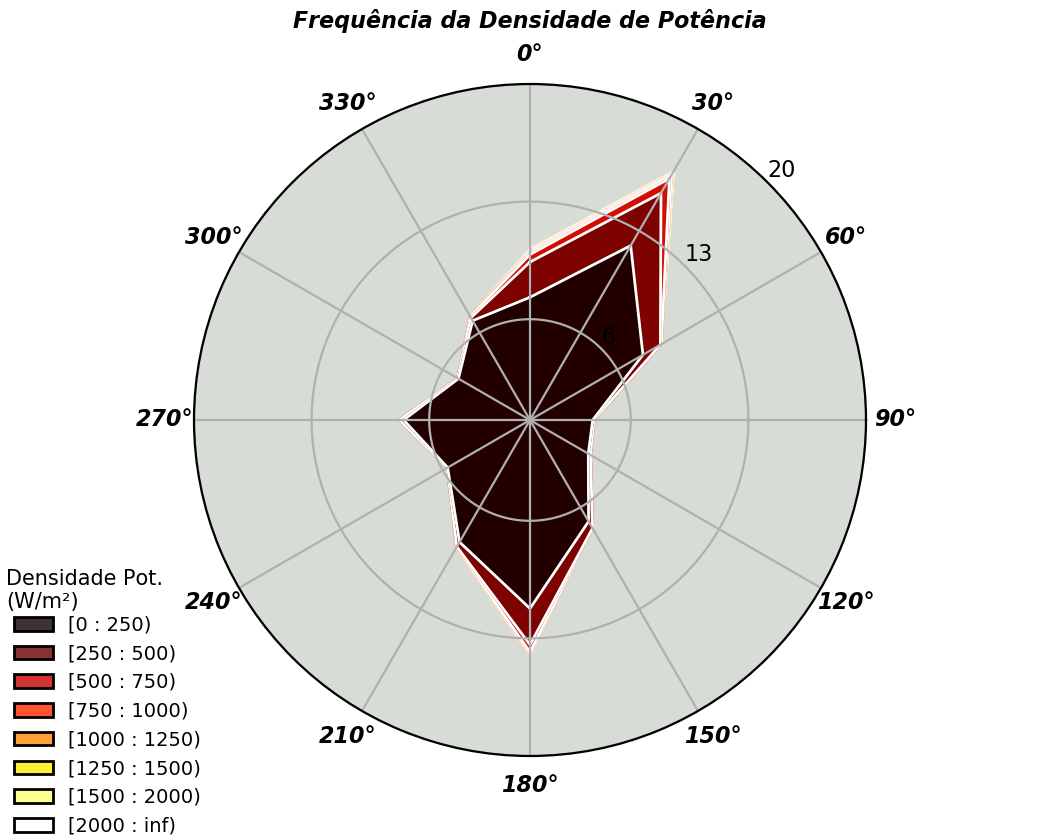 Frequência da Densidade de Potência
0°
30°
60°
90°
120°
150°
180°
210°
240°
270°
300°
330°
6
13
20
Densidade Pot.
(W/m²)
[0 : 250)
[250 : 500)
[500 : 750)
[750 : 1000)
[1000 : 1250)
[1250 : 1500)
[1500 : 2000)
[2000 : inf)